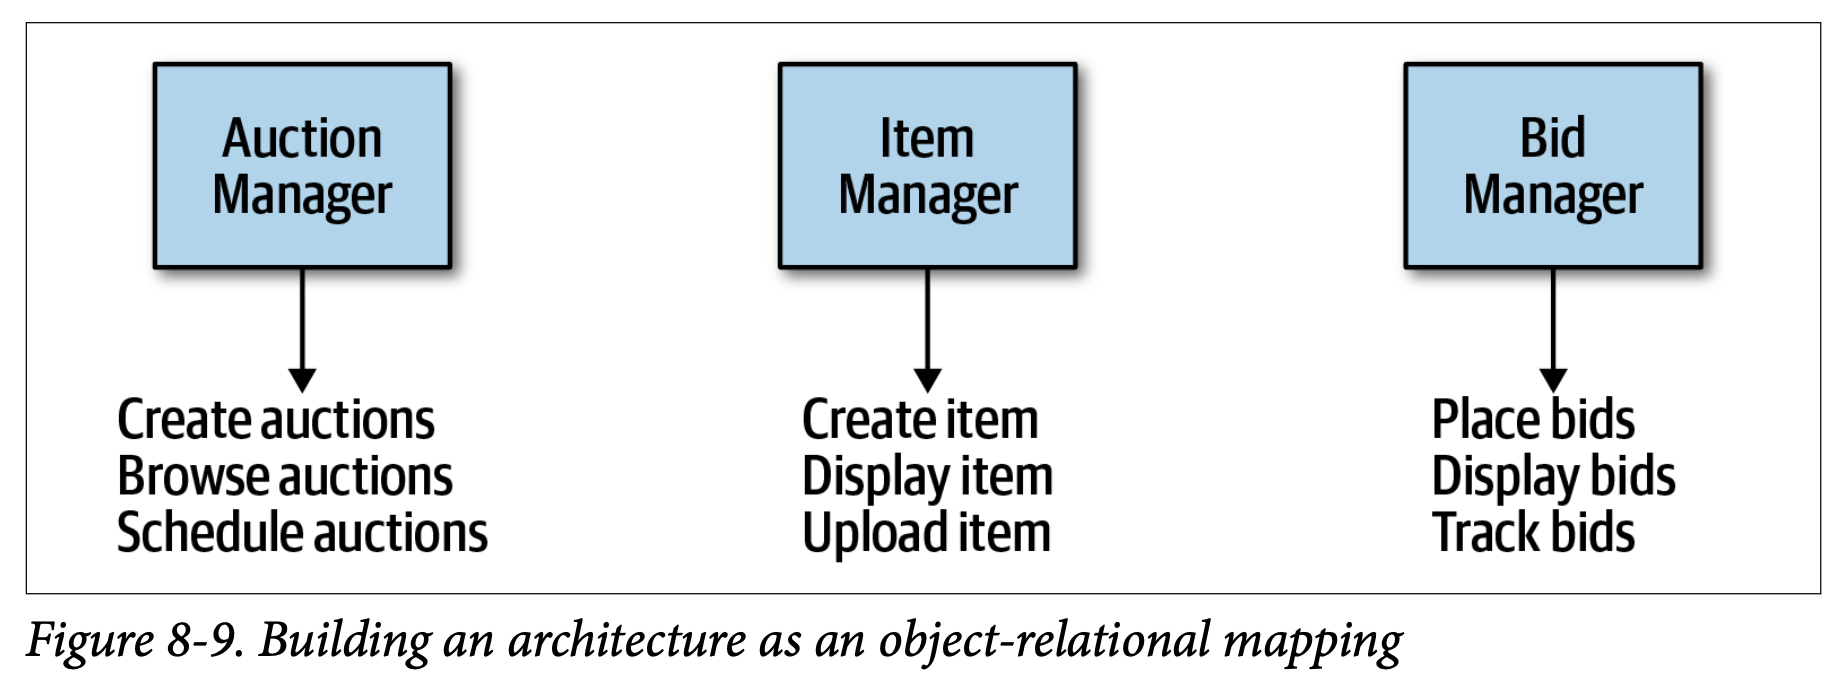 Auction
Manager
Item
Manager
Bid
Manager
Create auctions
Browse auctions
Schedule auctions
Create item
Display item
Upload item
Place bids
Display bids
Track bids
Figure 8-9. Building an architecture as an object-relational mapping